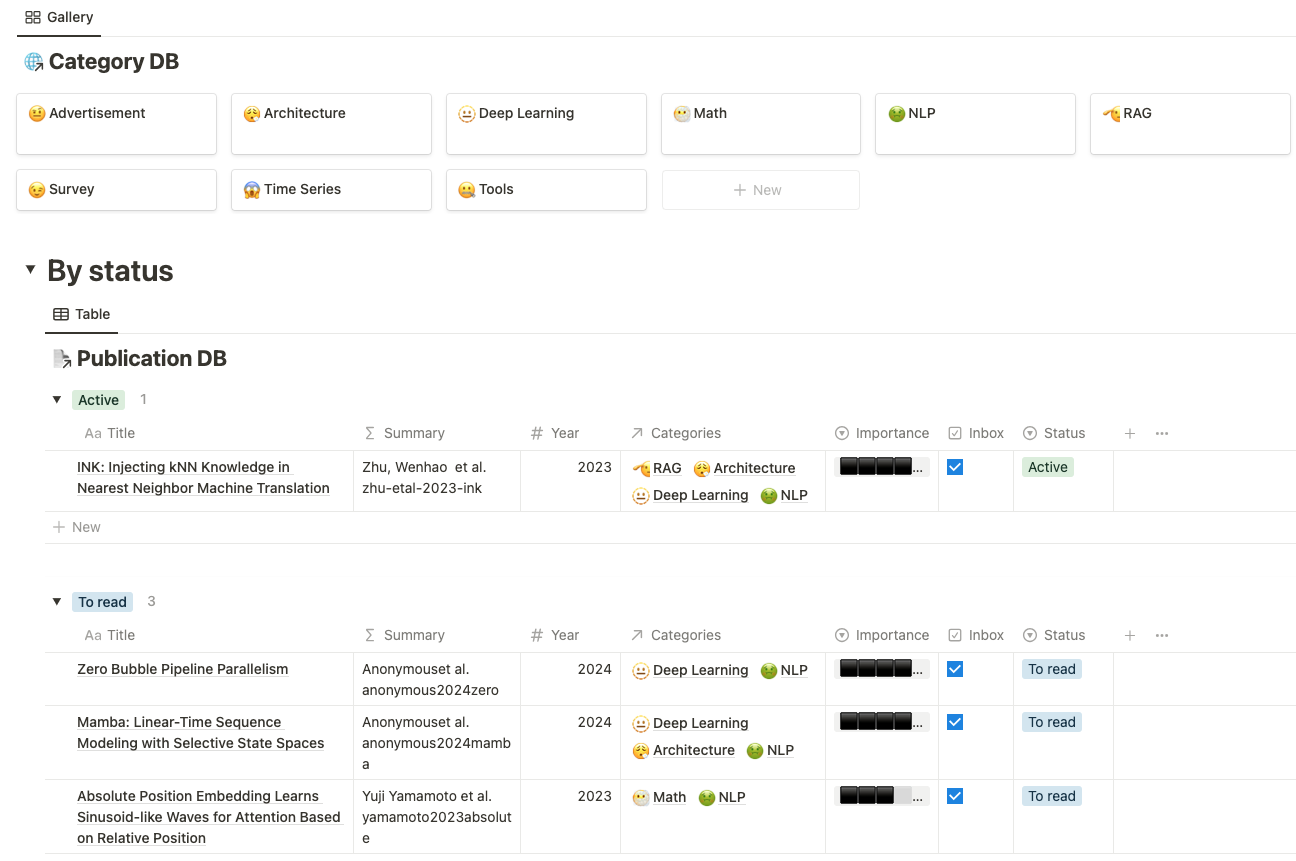 Gallery
Category DB
Advertisement
Architecture
Deep Learning
Math
NLP
RAG
Survey
Time Series
Tools
New
By status
Table
Publication DB
Active 1
Aa Title Summary Year Categories Importance Inbox Status
INK: Injecting kNN Knowledge in
Nearest Neighbor Machine Translation
Zhu, Wenhao  et al.
zhu-etal-2023-ink
2023
RAG Architecture
Deep Learning NLP
...
Active
New
To read 3
Aa Title Summary Year Categories Importance Inbox Status
Zero Bubble Pipeline Parallelism
Anonymouset al.
anonymous2024zero
2024
Deep Learning NLP
...
To read
Mamba: Linear-Time Sequence
Modeling with Selective State Spaces
Anonymouset al.
anonymous2024mamb
a
2024
Deep Learning
Architecture NLP
...
To read
Absolute Position Embedding Learns
Sinusoid-like Waves for Attention Based
on Relative Position
Yuji Yamamoto et al.
yamamoto2023absolut
e
2023
Math NLP
...
To read